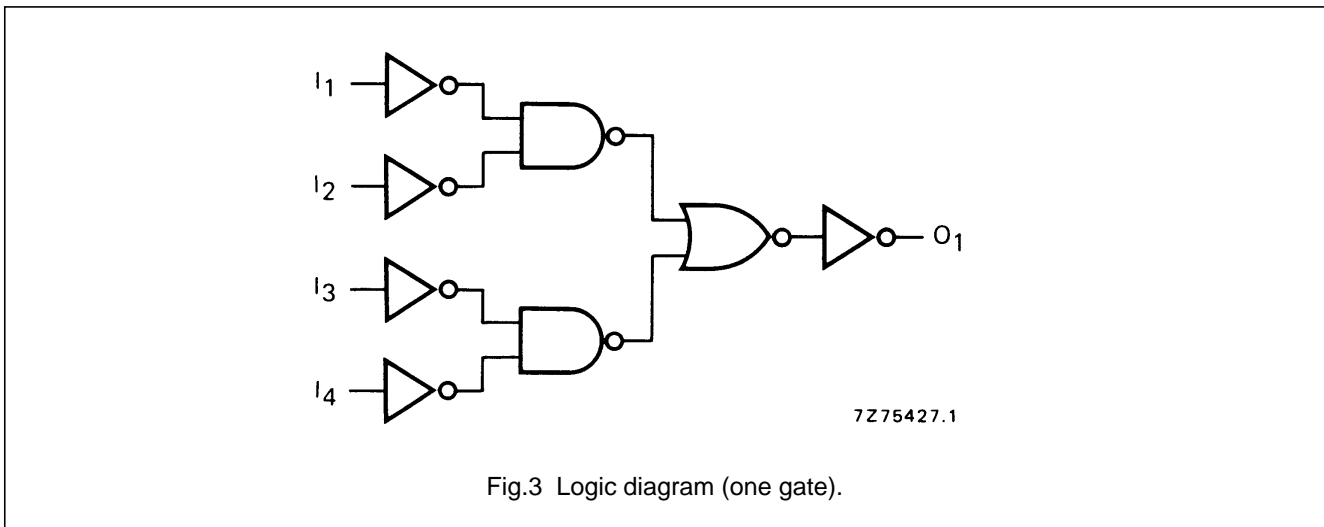 I1
I2
O1
I3
I4
7Z75427.1
Fig.3 Logic diagram (one gate).